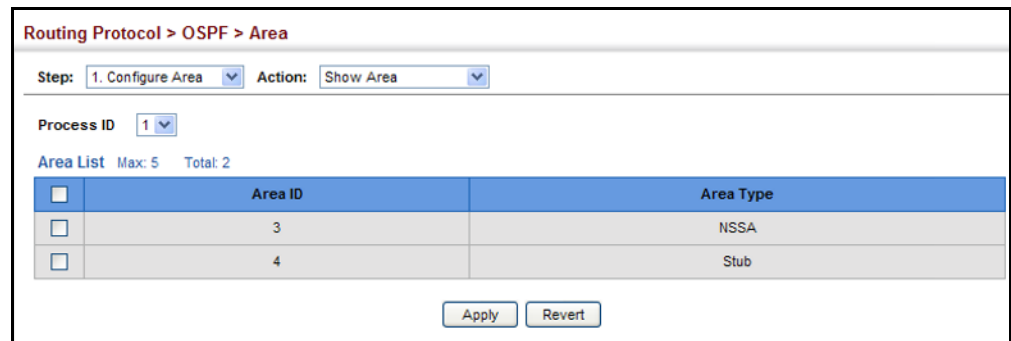 Routing Protocol > OSPF > Area
Step: 1. Configure Area Action: Show Area
Process ID 1
Area List Max: 5 Total: 2
Area ID Area Type
3 NSSA
4 Stub
Apply Revert